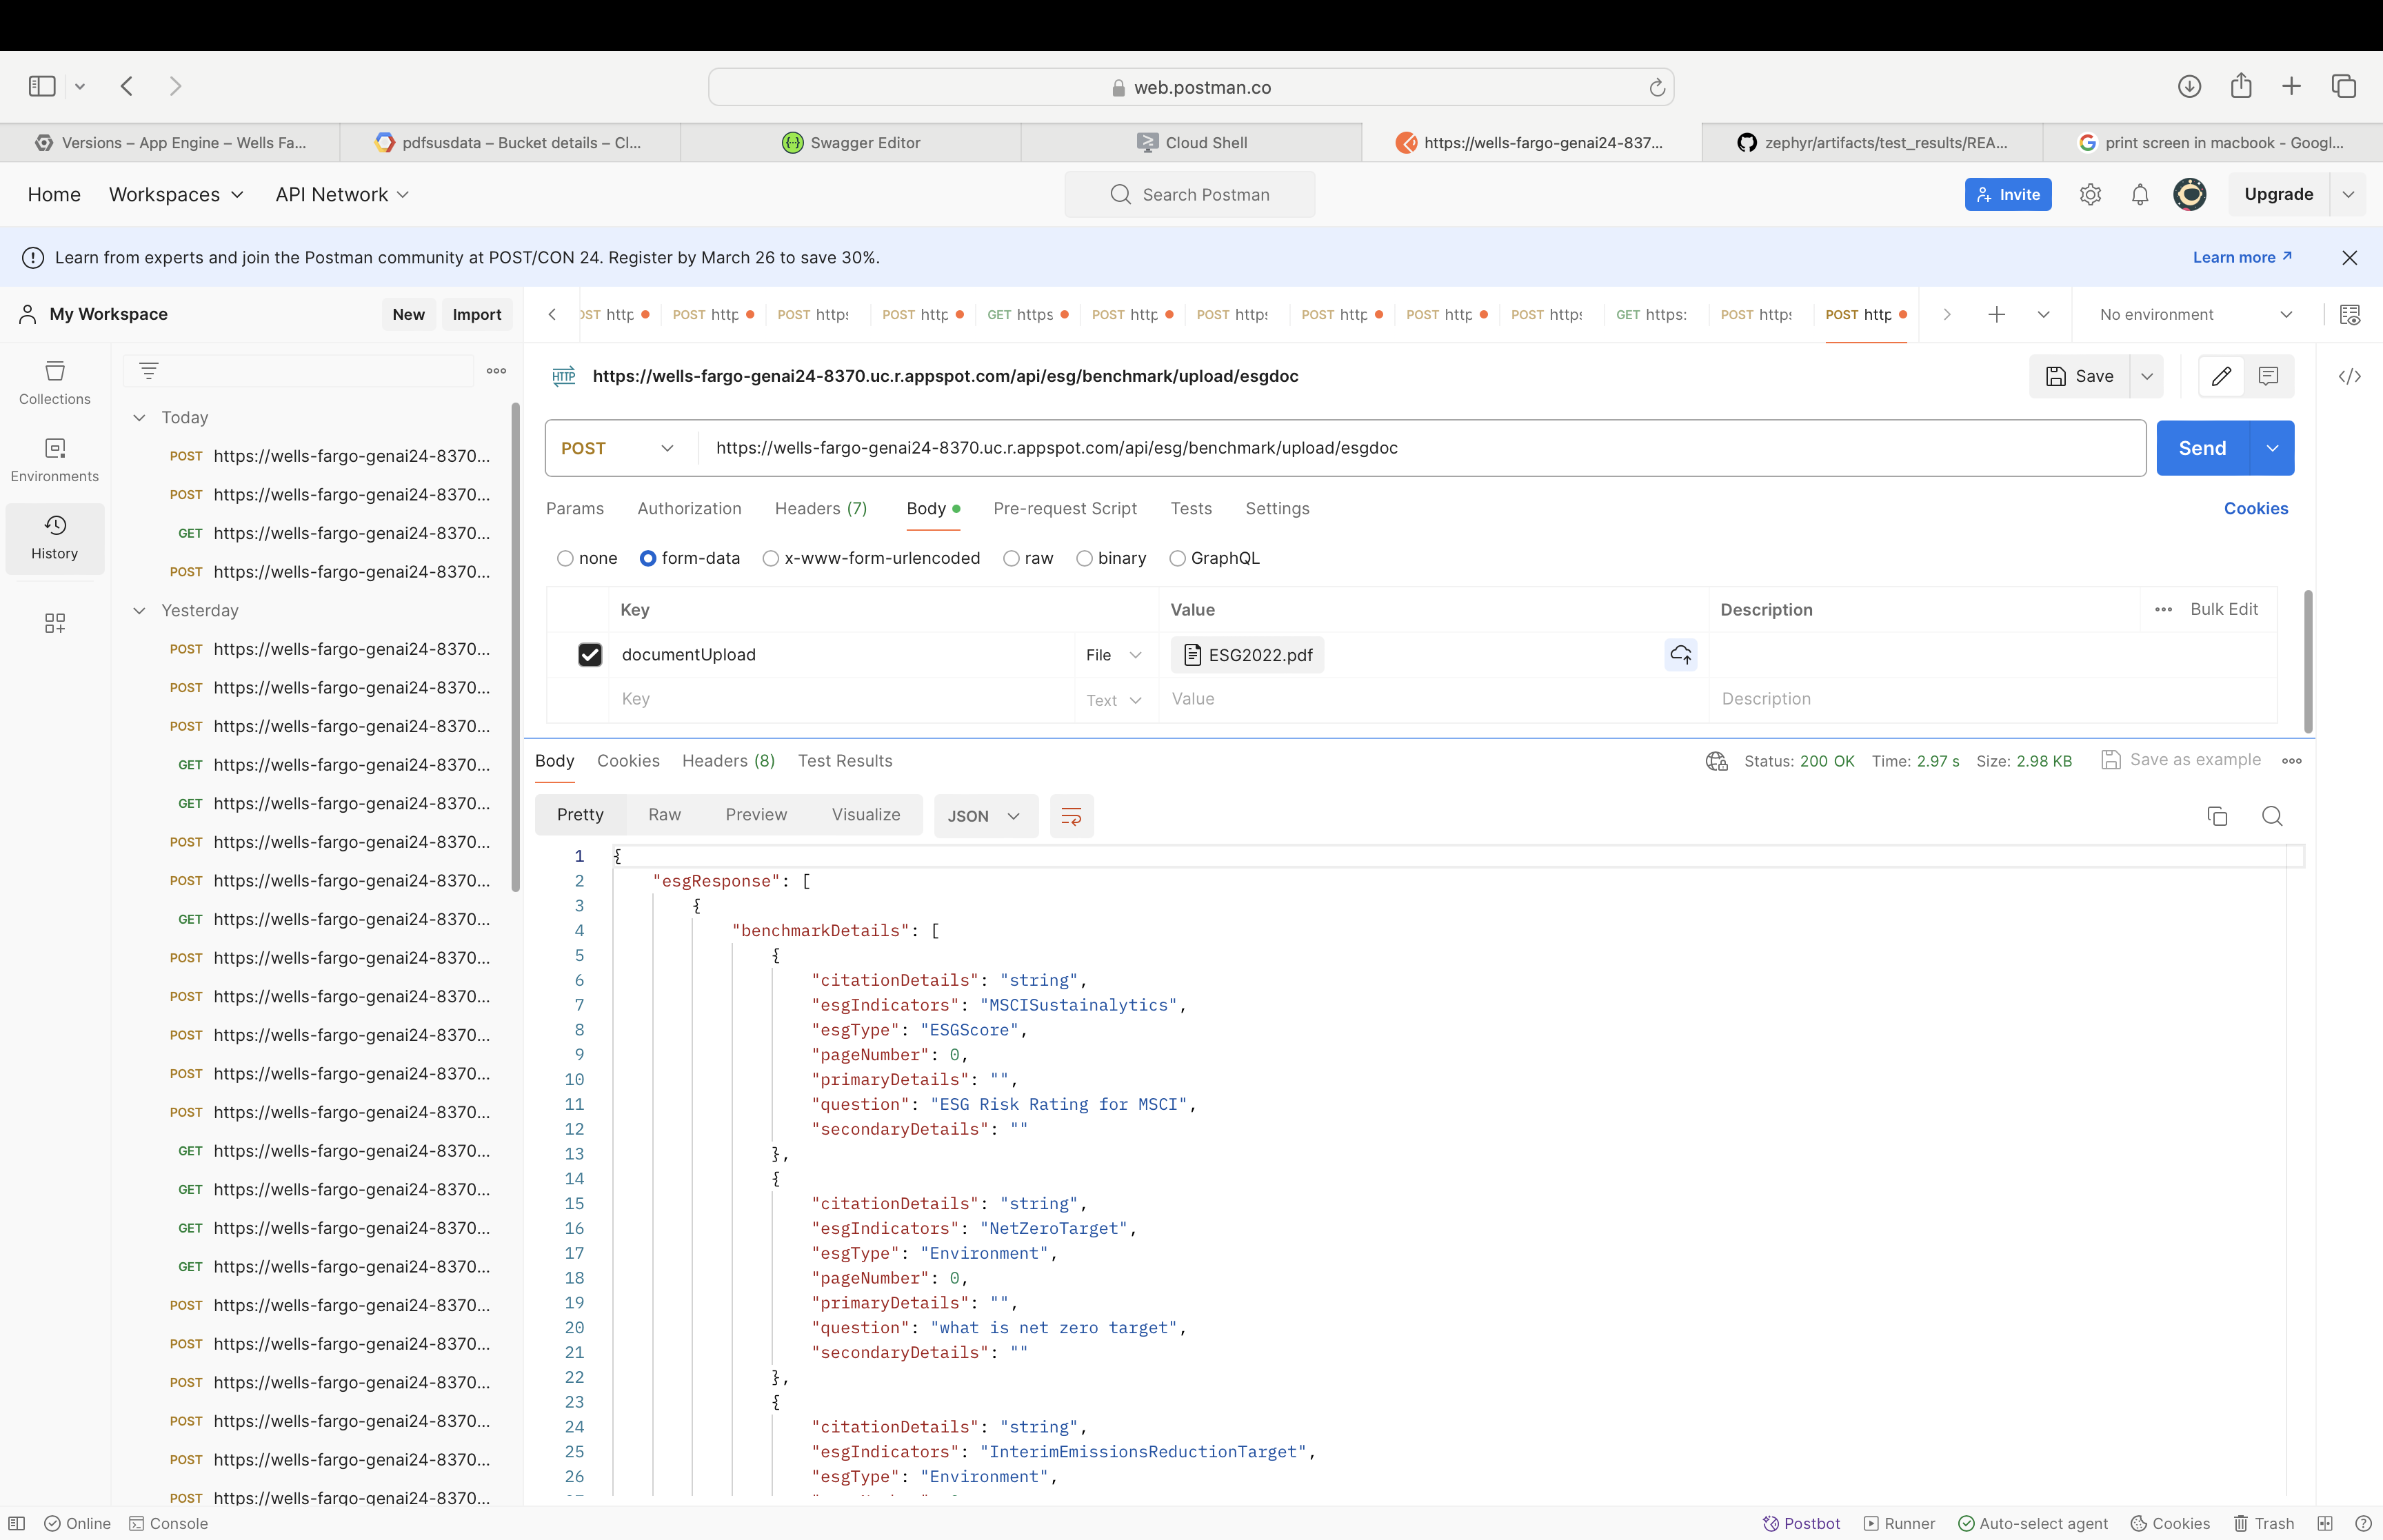 web.postman.co
Versions – App Engine – Wells Fa...
pdfsusdata – Bucket details – Cl...
Swagger Editor
Cloud Shell
https://wells-fargo-genai24-837...
zephyr/artifacts/test_results/REA...
print screen in macbook - Googl...
Home
Workspaces
API Network
Search Postman
Invite
Upgrade
Learn from experts and join the Postman community at POST/CON 24. Register by March 26 to save 30%.
Learn more
My Workspace
New
Import
OST http
POST http
POST https
POST http
GET https
POST http
POST https
POST http
POST http
POST https
GET https:
POST https
POST http
No environment
Collections
Environments
History
Today
POST https://wells-fargo-genai24-8370...
POST https://wells-fargo-genai24-8370...
GET https://wells-fargo-genai24-8370...
POST https://wells-fargo-genai24-8370...
Yesterday
POST https://wells-fargo-genai24-8370...
POST https://wells-fargo-genai24-8370...
POST https://wells-fargo-genai24-8370...
GET https://wells-fargo-genai24-8370...
GET https://wells-fargo-genai24-8370...
POST https://wells-fargo-genai24-8370...
POST https://wells-fargo-genai24-8370...
GET https://wells-fargo-genai24-8370...
POST https://wells-fargo-genai24-8370...
POST https://wells-fargo-genai24-8370...
POST https://wells-fargo-genai24-8370...
POST https://wells-fargo-genai24-8370...
POST https://wells-fargo-genai24-8370...
GET https://wells-fargo-genai24-8370...
GET https://wells-fargo-genai24-8370...
GET https://wells-fargo-genai24-8370...
GET https://wells-fargo-genai24-8370...
POST https://wells-fargo-genai24-8370...
POST https://wells-fargo-genai24-8370...
POST https://wells-fargo-genai24-8370...
POST https://wells-fargo-genai24-8370...
POST https://wells-fargo-genai24-8370...
POST https://wells-fargo-genai24-8370...
HTTP https://wells-fargo-genai24-8370.uc.r.appspot.com/api/esg/benchmark/upload/esgdoc
Save
POST
https://wells-fargo-genai24-8370.uc.r.appspot.com/api/esg/benchmark/upload/esgdoc
Send
Params
Authorization
Headers (7)
Body
Pre-request Script
Tests
Settings
Cookies
none
form-data
x-www-form-urlencoded
raw
binary
GraphQL
Key
Value
Description
Bulk Edit
documentUpload
File
ESG2022.pdf
Key
Text
Value
Description
Body
Cookies
Headers (8)
Test Results
Status: 200 OK
Time: 2.97 s
Size: 2.98 KB
Save as example
Pretty
Raw
Preview
Visualize
JSON
1 {
2 "esgResponse": [
3 {
4 "benchmarkDetails": [
5 {
6 "citationDetails": "string",
7 "esgIndicators": "MSCISustainalytics",
8 "esgType": "ESGScore",
9 "pageNumber": 0,
10 "primaryDetails": "",
11 "question": "ESG Risk Rating for MSCI",
12 "secondaryDetails": ""
13 },
14 {
15 "citationDetails": "string",
16 "esgIndicators": "NetZeroTarget",
17 "esgType": "Environment",
18 "pageNumber": 0,
19 "primaryDetails": "",
20 "question": "what is net zero target",
21 "secondaryDetails": ""
22 },
23 {
24 "citationDetails": "string",
25 "esgIndicators": "InterimEmissionsReductionTarget",
26 "esgType": "Environment",
Online
Console
Postbot
Runner
Auto-select agent
Cookies
Trash